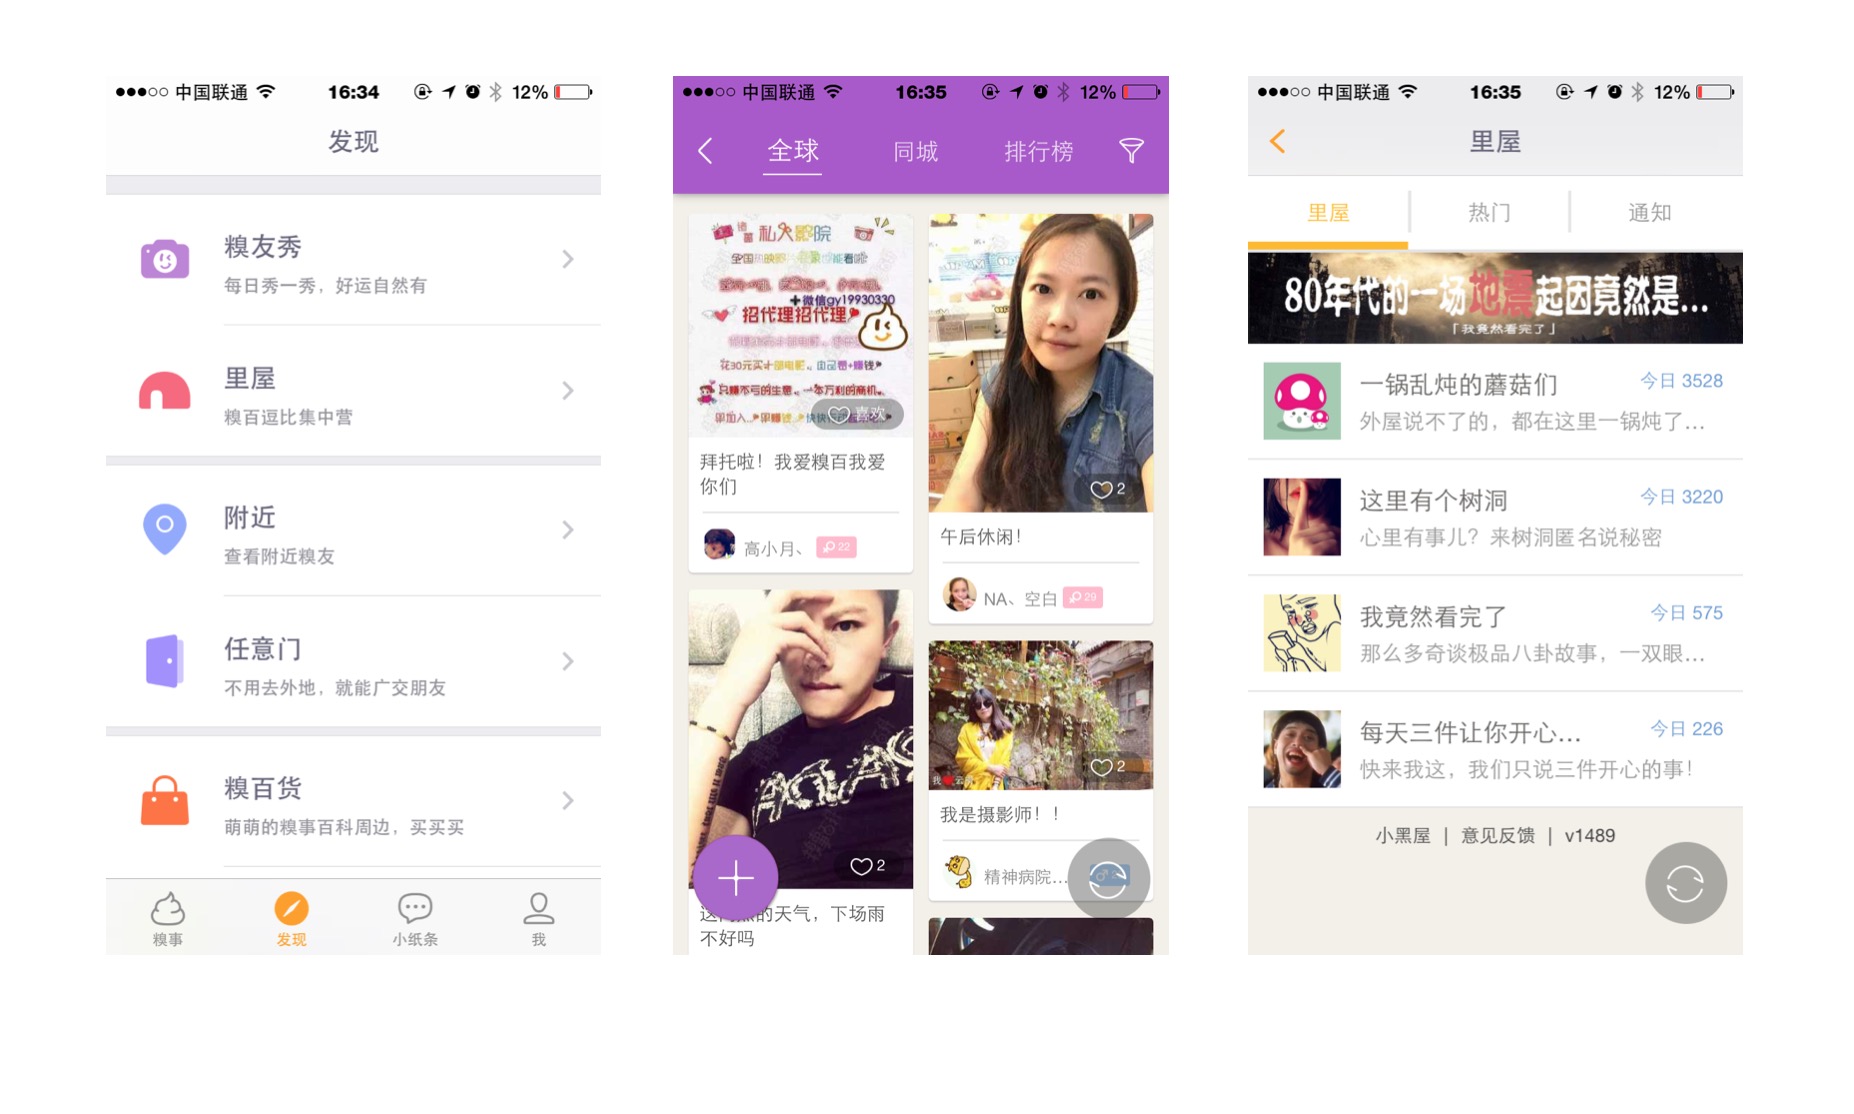 中国联通
16:34
12%
发现
糗友秀
每日秀一秀，好运自然有
里屋
糗百逗比集中营
附近
查看附近糗友
任意门
不用去外地，就能广交朋友
糗百货
萌萌的糗事百科周边，买买买
糗事
发现
小纸条
我
中国联通
16:35
12%
全球
同城
排行榜
私人影院
+微信gy19930330
招代理招代理
喜欢
拜托啦！我爱糗百我爱
你们
高小月、
22
2
的天气，下场雨
不好吗
2
午后休闲！
NA、空白
29
2
我是摄影师！！
精神病院...
中国联通
16:35
12%
里屋
里屋
热门
通知
80年代的一场地震起因竟然是...
「我竟然看完了」
一锅乱炖的蘑菇们
今日 3528
外屋说不了的，都在这里一锅炖了...
这里有个树洞
今日 3220
心里有事儿？来树洞匿名说秘密
我竟然看完了
今日 575
那么多奇谈极品八卦故事，一双眼...
每天三件让你开心...
今日 226
快来我这，我们只说三件开心的事！
小黑屋 | 意见反馈 | v1489